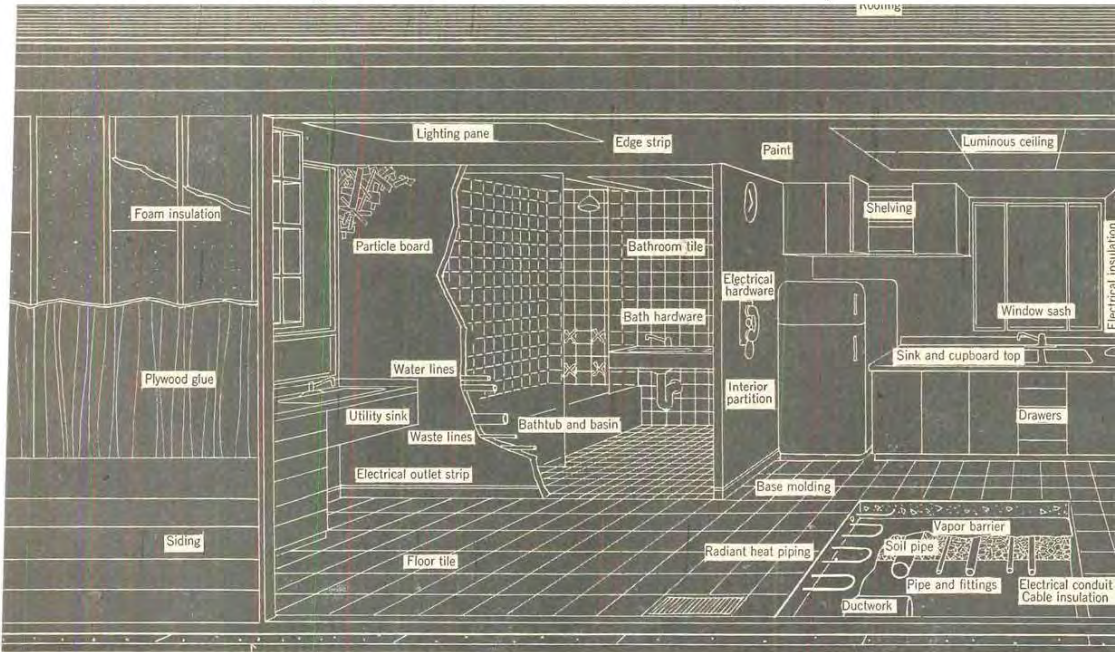 Roofing
Lighting pane
Edge strip
Paint
Luminous ceiling
Foam insulation
Shelving
Particle board
Bathroom tile
Electrical insulation
Electrical
hardware
Bath hardware
Window sash
Sink and cupboard top
Water lines
Plywood glue
Interior
partition
Utility sink
Bathtub and basin
Drawers
Waste lines
Electrical outlet strip
Base molding
Vapor barrier
Siding
Radiant heat piping
Soil pipe
Floor tile
Pipe and fittings
Electrical conduit
Cable insulation
Ductwork